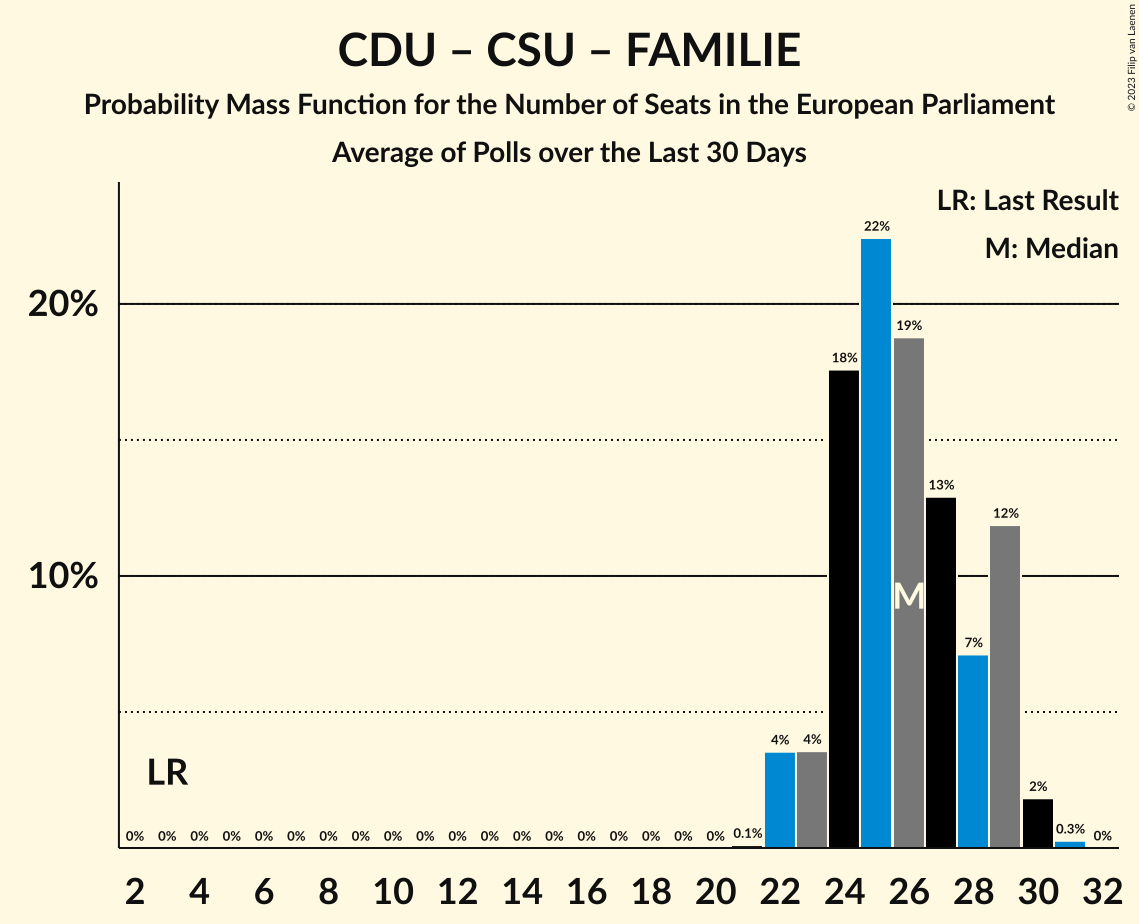 CDU – CSU – FAMILIE
Probability Mass Function for the Number of Seats in the European Parliament
Average of Polls over the Last 30 Days
© 2023 Filip van Laenen
LR: Last Result
M: Median
22%
20%
19%
18%
13%
12%
10%
M
7%
4% 4%
LR
2%
0% 0% 0% 0% 0% 0% 0% 0% 0% 0% 0% 0% 0% 0% 0% 0% 0% 0% 0% 0.1% 0.3% 0%
2 4 6 8 10 12 14 16 18 20 22 24 26 28 30 32